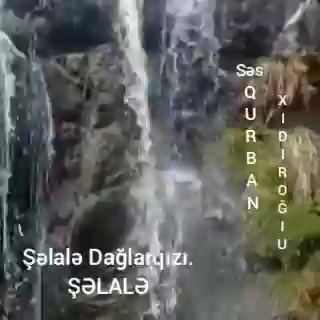 Səs
QURBAN
XIDIROĞlU
Şəlalə Dağlarqızı.
ŞƏLALƏ